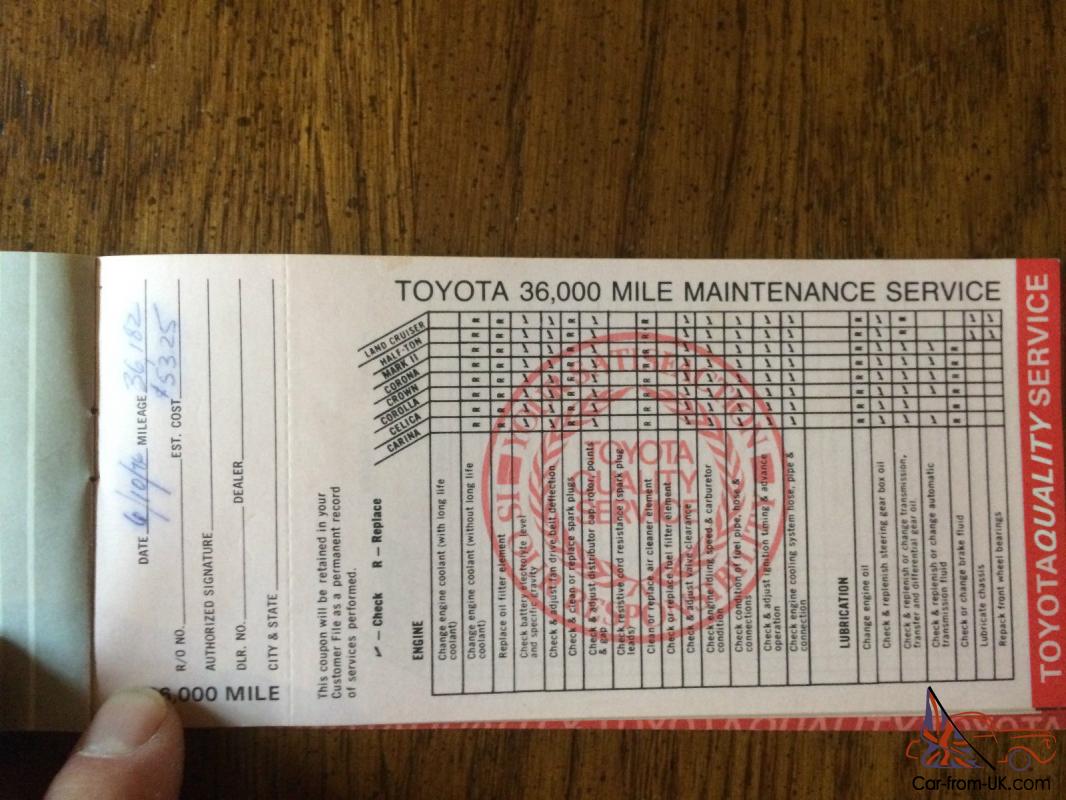 36,000 MILE
DATE 6/10/76 MILEAGE 36,182
R/O NO. EST. COST $53.25
AUTHORIZED SIGNATURE
DLR. NO. DEALER
CITY & STATE
This coupon will be retained in your
Customer File as a permanent record
of services performed.
TOYOTA 36,000 MILE MAINTENANCE SERVICE
✓ – Check R – Replace
LAND CRUISER
HALF-TON
MARK II
CORONA
CROWN
COROLLA
CELICA
CARINA
ENGINE
Change engine coolant (with long life
coolant)
Change engine coolant (without long life
coolant)
Replace oil filter element
Check battery electrolyte level
and specific gravity
Check & adjust fan drive belt deflection
Check & clean or replace spark plugs
Check & adjust distributor cap, rotor, points
& cap
Check resistive cord resistance (spark plug
leads)
Clean or replace air cleaner element
Check or replace fuel filter element
Check & adjust valve clearance
Check engine idling speed & carburetor
condition
Check condition of fuel pipe, hose &
connections
Check & adjust ignition timing & advance
operation
Check engine cooling system hose, pipe &
connection
LUBRICATION
Change engine oil
Check & replenish steering gear box oil
Check & replenish or change transmission,
transfer and differential gear oil.
Check & replenish or change automatic
transmission fluid
Check or change brake fluid
Lubricate chassis
Repack front wheel bearings
YOUR SATISFACTION
IS OUR RESPONSIBILITY
TOYOTA
QUALITY
SERVICE
TOYOTAQUALITYSERVICE
TOYOTAQUALITY TOYOTA
Car-from-UK.com